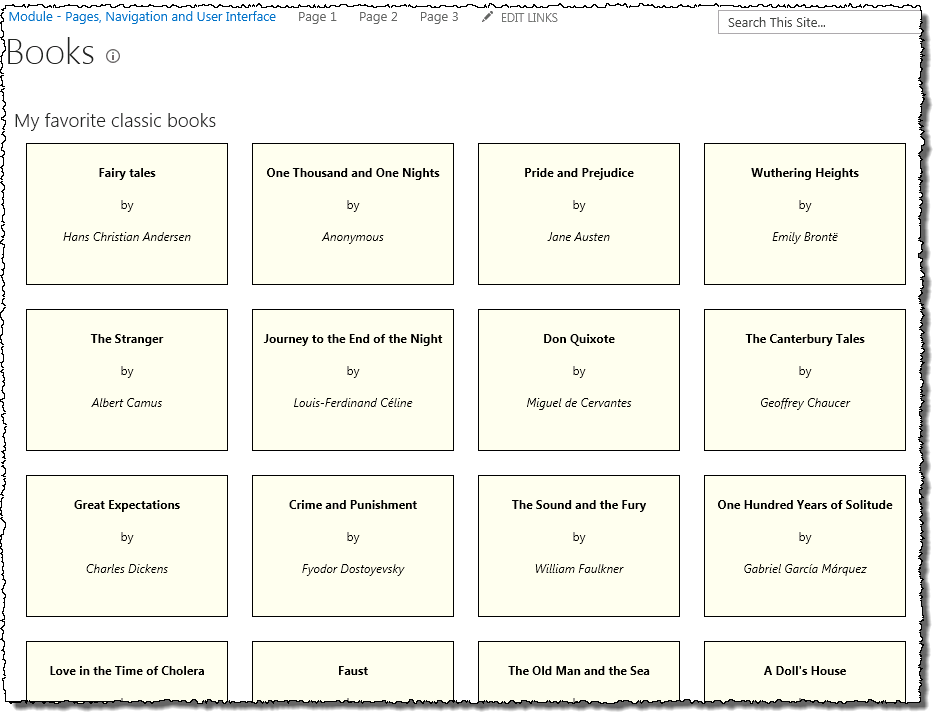 Module - Pages, Navigation and User Interface Page 1 Page 2 Page 3 EDIT LINKS
Search This Site...
Books
My favorite classic books
Fairy tales
by
Hans Christian Andersen
One Thousand and One Nights
by
Anonymous
Pride and Prejudice
by
Jane Austen
Wuthering Heights
by
Emily Brontë
The Stranger
by
Albert Camus
Journey to the End of the Night
by
Louis-Ferdinand Céline
Don Quixote
by
Miguel de Cervantes
The Canterbury Tales
by
Geoffrey Chaucer
Great Expectations
by
Charles Dickens
Crime and Punishment
by
Fyodor Dostoyevsky
The Sound and the Fury
by
William Faulkner
One Hundred Years of Solitude
by
Gabriel García Márquez
Love in the Time of Cholera
Faust
The Old Man and the Sea
A Doll's House